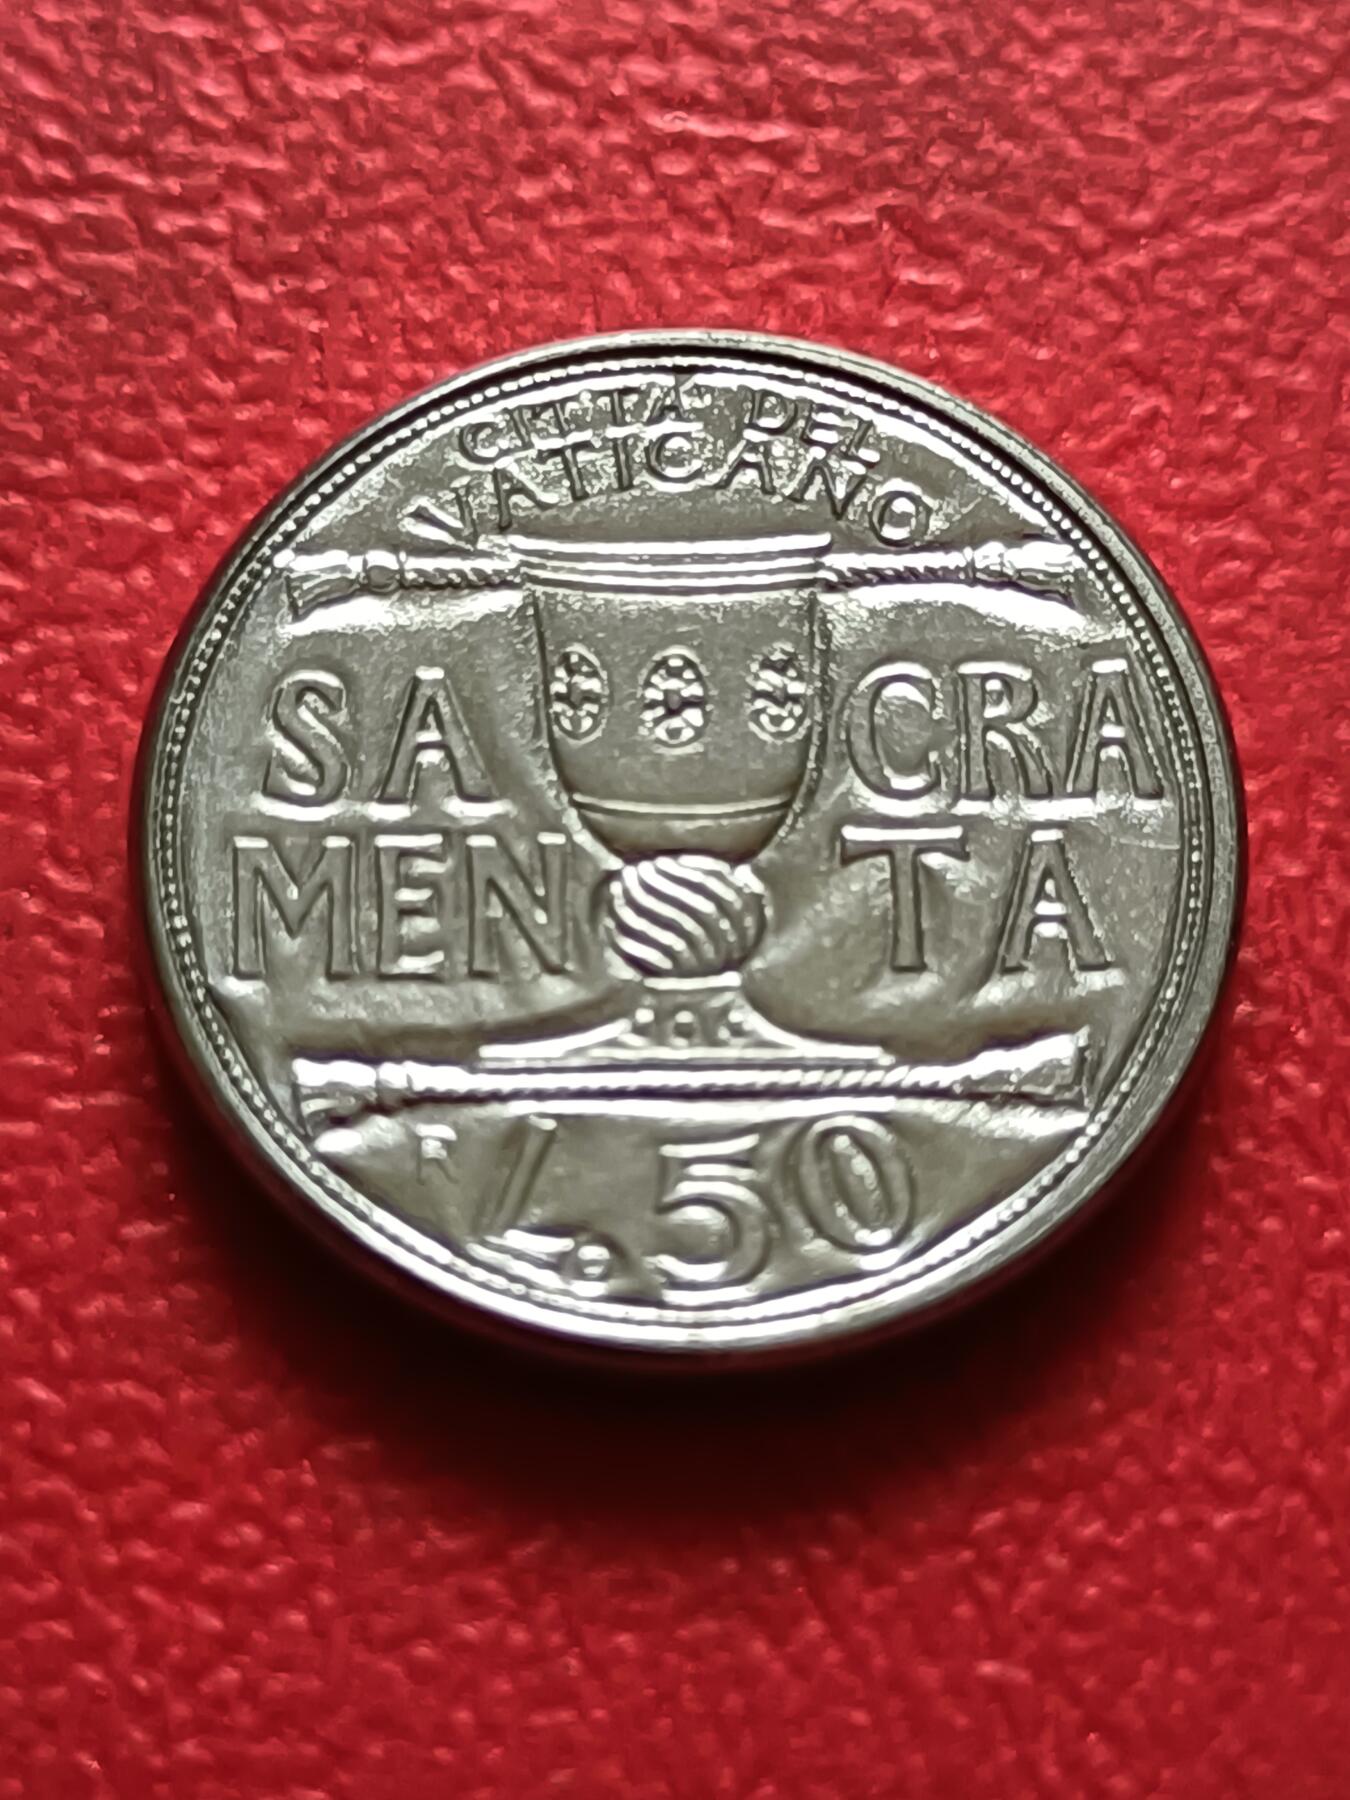 CITTÀ DEL
VATICANO
SA CRA
MEN TA
R L. 50